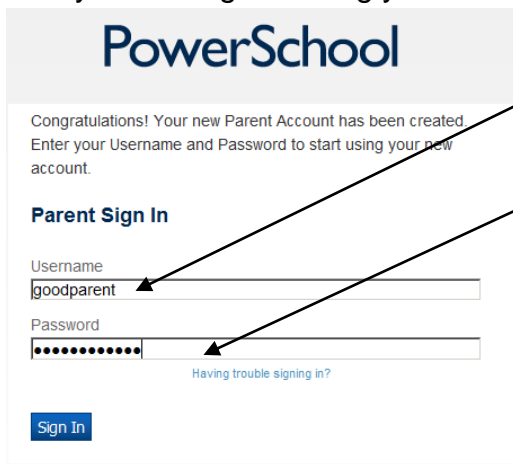 PowerSchool
Congratulations! Your new Parent Account has been created.
Enter your Username and Password to start using your new
account.
Parent Sign In
Username
goodparent
Password
••••••••••••
Having trouble signing in?
Sign In